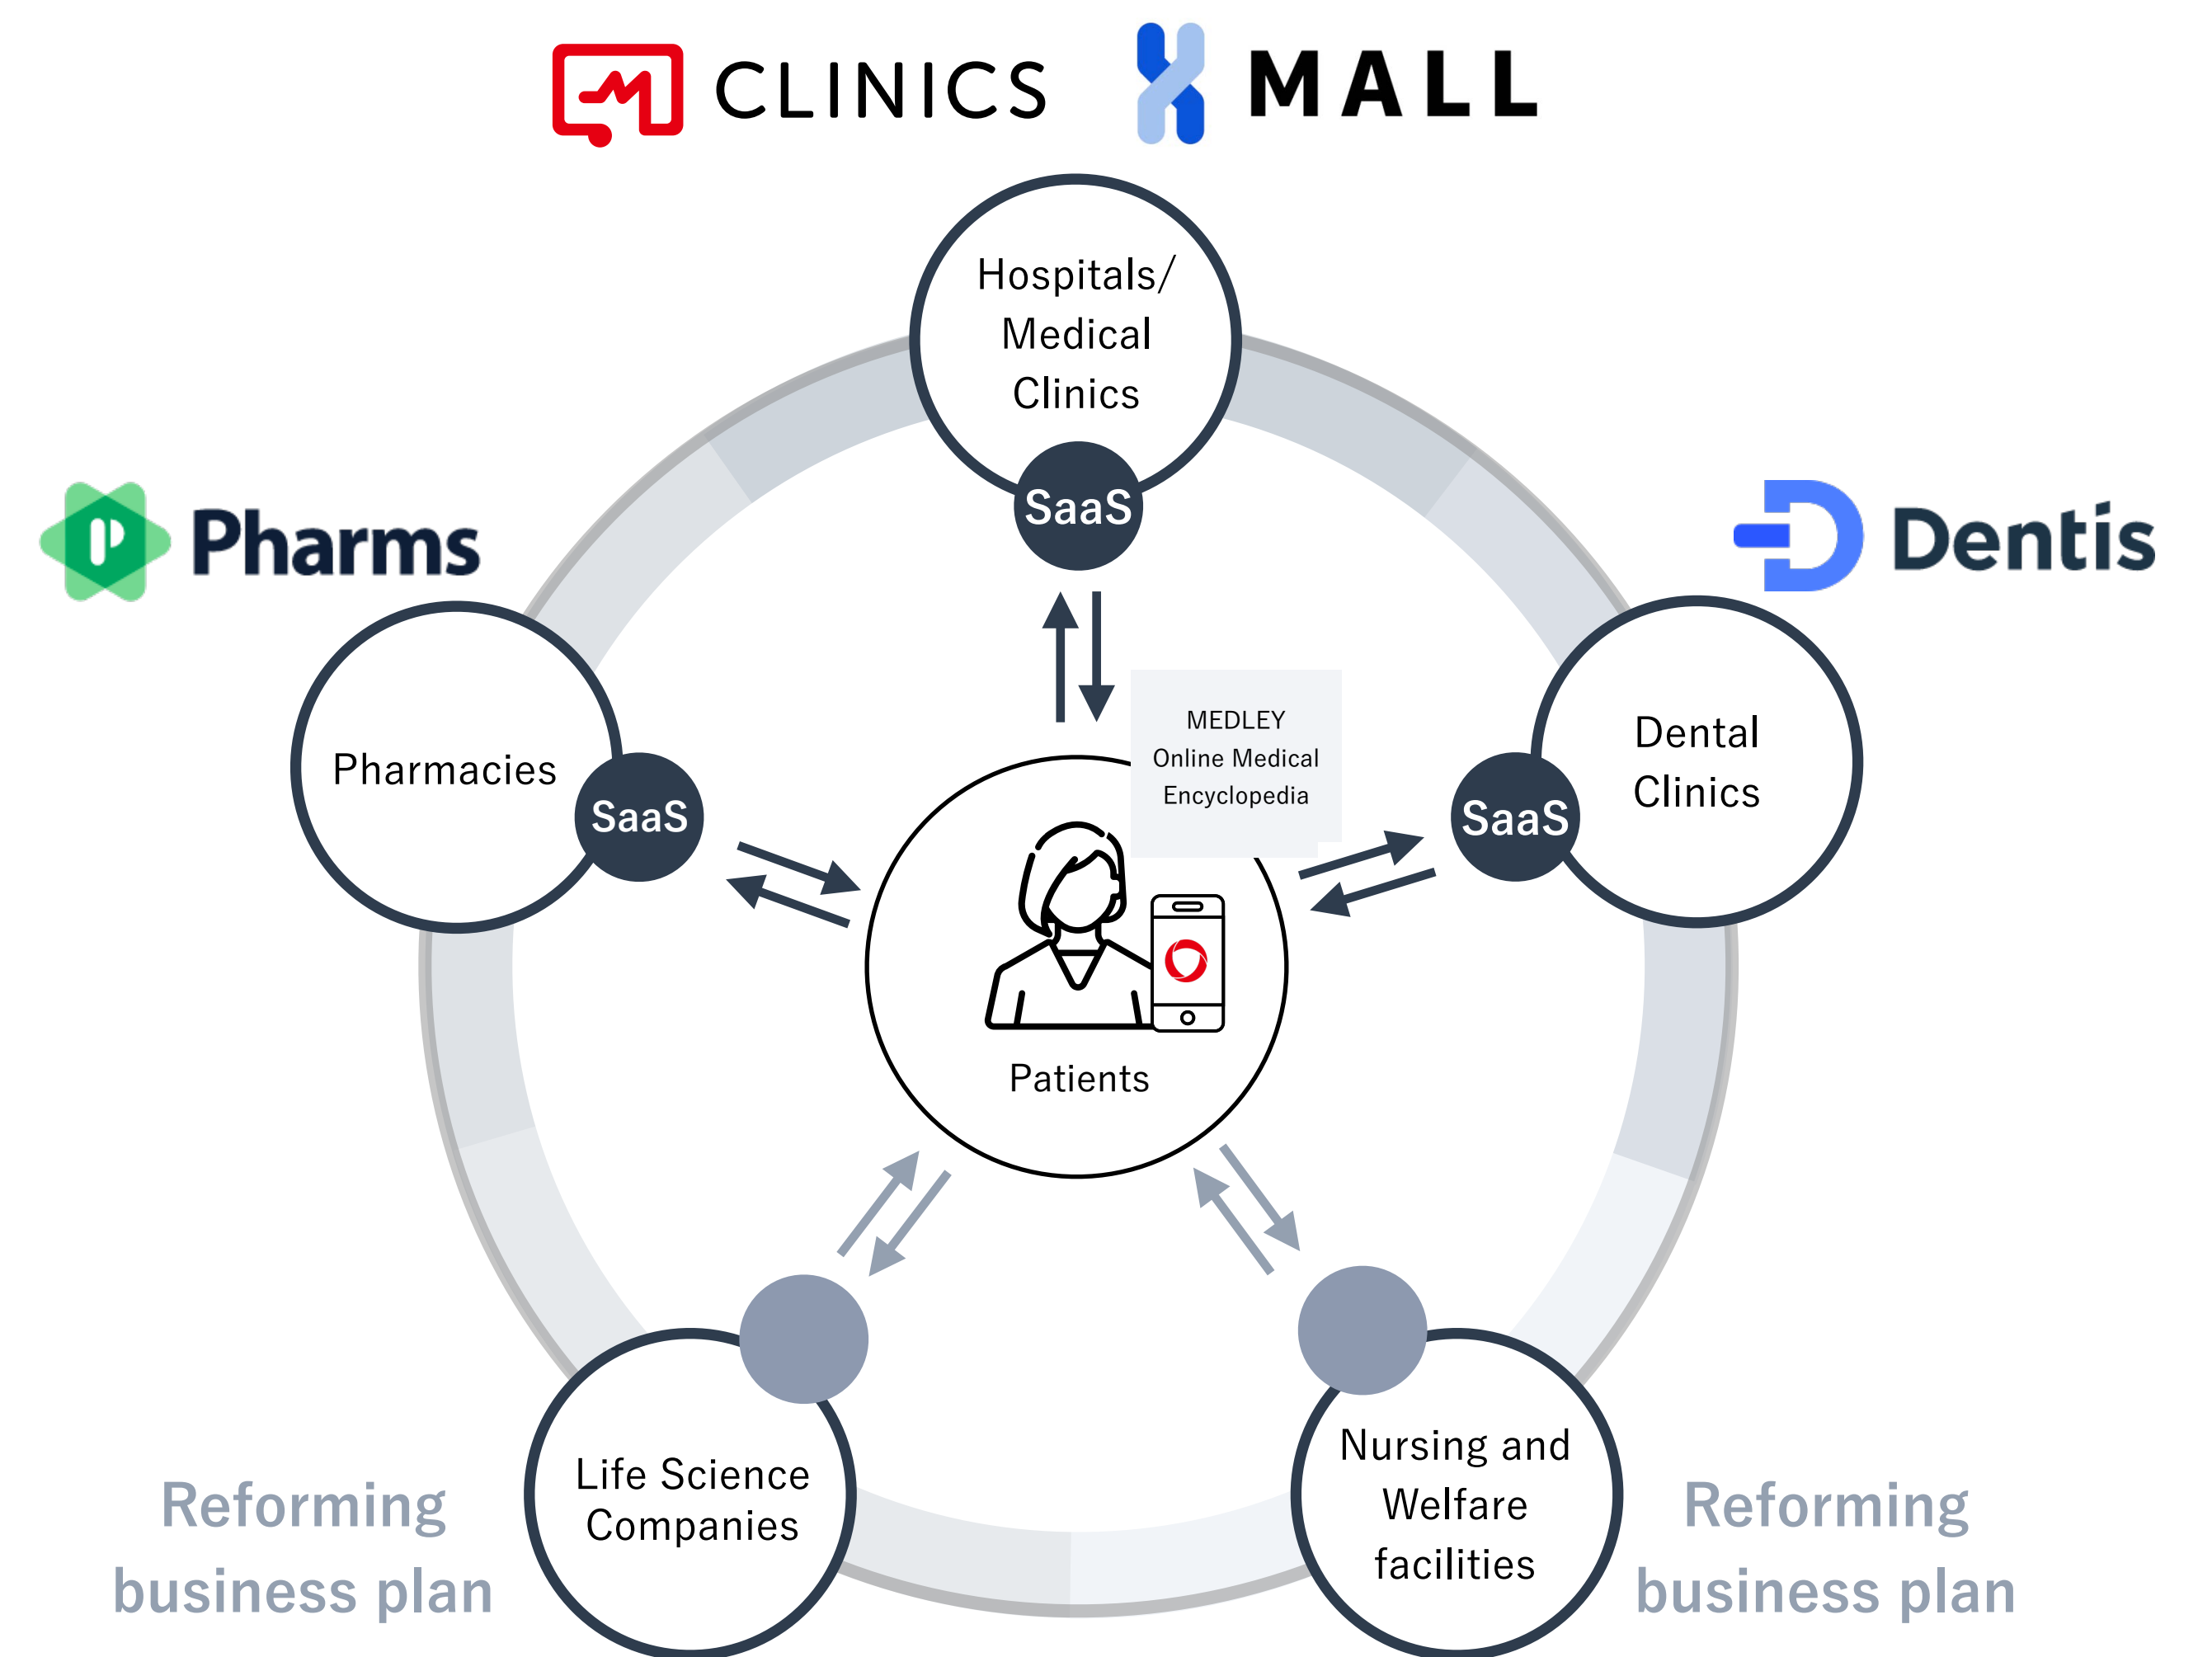 CLINICS
MALL
Hospitals/
Medical
Clinics
SaaS
Pharms
Dentis
Pharmacies
SaaS
MEDLEY
Online Medical
Encyclopedia
SaaS
Dental
Clinics
Patients
Life Science
Companies
Nursing and
Welfare
facilities
Reforming
business plan
Reforming
business plan